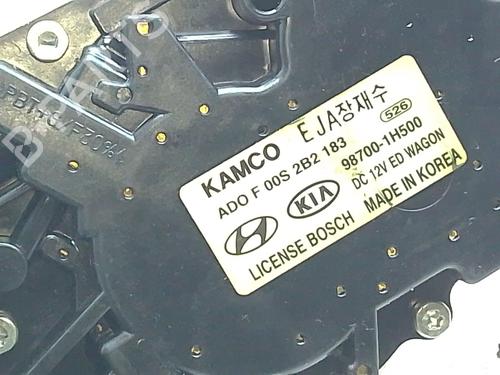 KAMCO EJA장재수
ADO F 00S 2B2 183 526
98700-1H500
KIA DC 12V ED WAGON
LICENSE BOSCH MADE IN KOREA